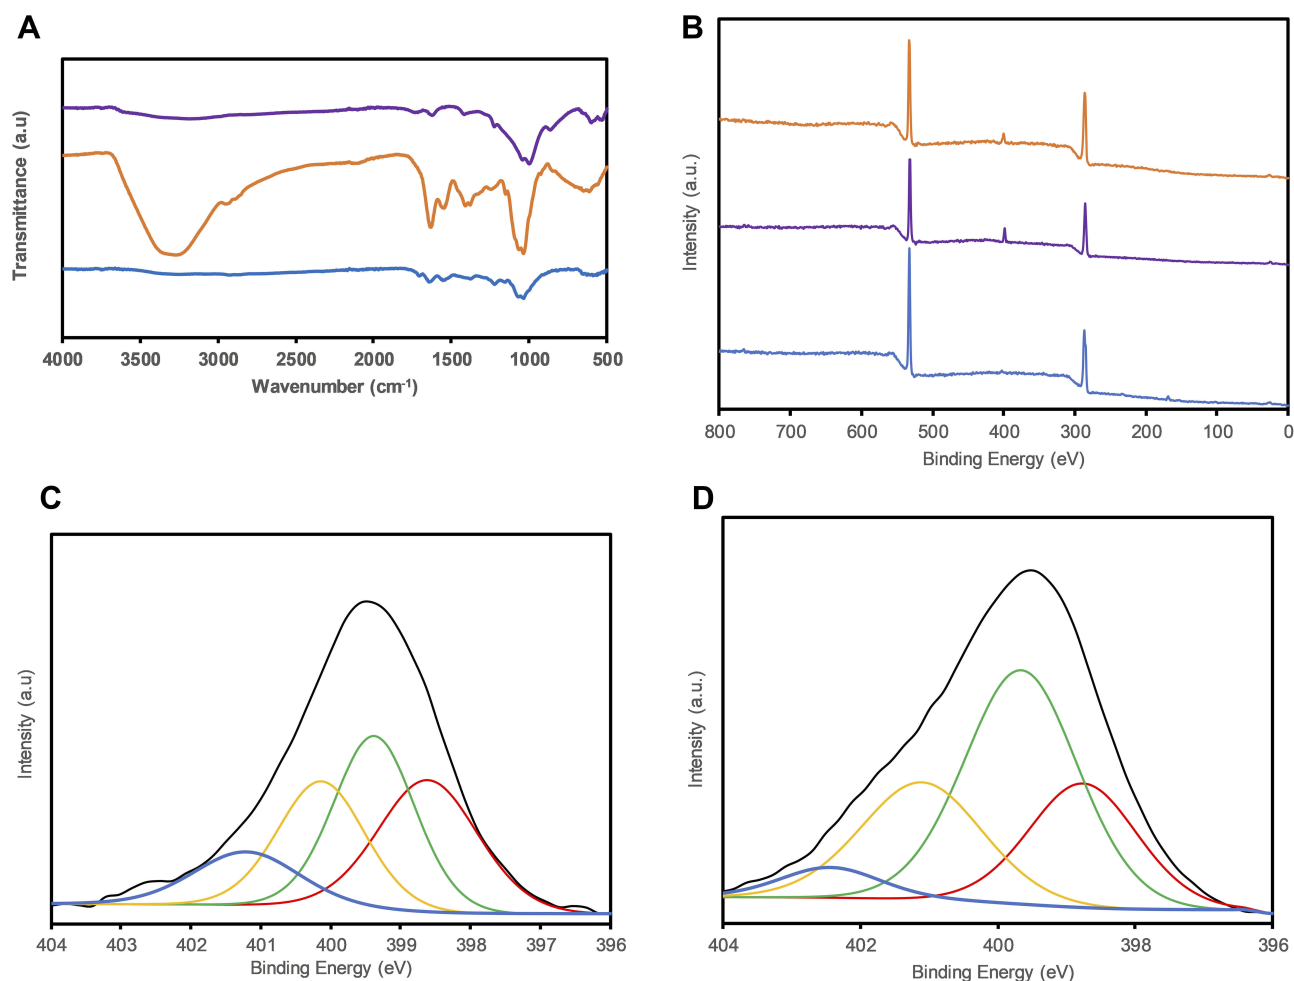 A
Transmittance (a.u)
4000 3500 3000 2500 2000 1500 1000 500
Wavenumber (cm-1)
B
Intensity (a.u.)
800 700 600 500 400 300 200 100 0
Binding Energy (eV)
C
Intensity (a.u)
404 403 402 401 400 399 398 397 396
Binding Energy (eV)
D
Intensity (a.u.)
404 402 400 398 396
Binding Energy (eV)